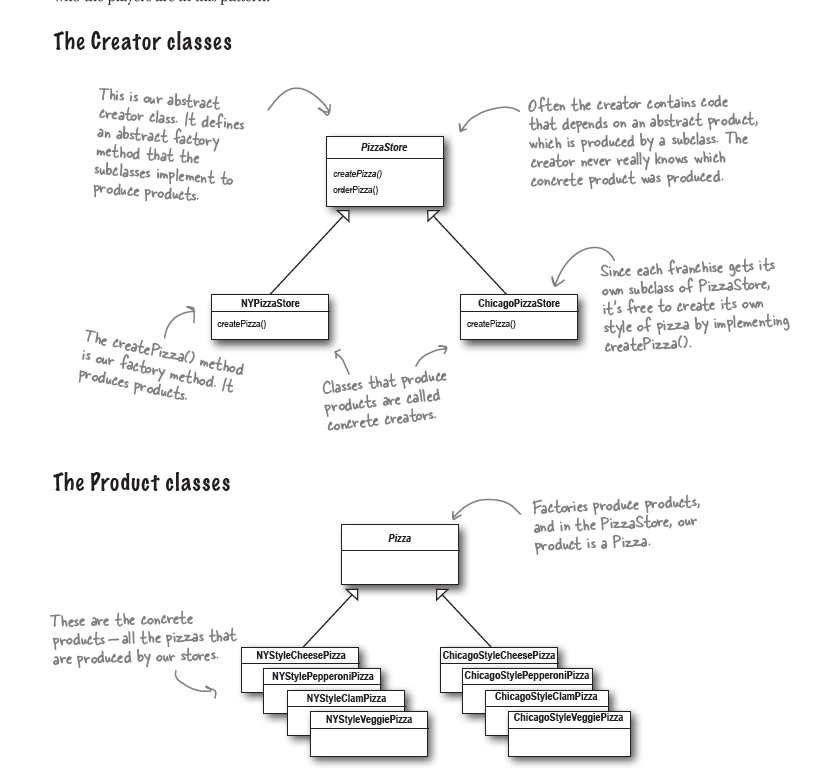 who the players are in this pattern.
The Creator classes
This is our abstract
creator class. It defines
an abstract factory
method that the
subclasses implement to
produce products.
Often the creator contains code
that depends on an abstract product,
which is produced by a subclass. The
creator never really knows which
concrete product was produced.
PizzaStore
createPizza()
orderPizza()
NYPizzaStore
createPizza()
ChicagoPizzaStore
createPizza()
Since each franchise gets its
own subclass of PizzaStore,
it's free to create its own
style of pizza by implementing
createPizza().
The createPizza() method
is our factory method. It
produces products.
Classes that produce
products are called
concrete creators.
The Product classes
Factories produce products,
and in the PizzaStore, our
product is a Pizza.
Pizza
These are the concrete
products—all the pizzas that
are produced by our stores.
NYStyleCheesePizza
NYStylePepperoniPizza
NYStyleClamPizza
NYStyleVeggiePizza
ChicagoStyleCheesePizza
ChicagoStylePepperoniPizza
ChicagoStyleClamPizza
ChicagoStyleVeggiePizza